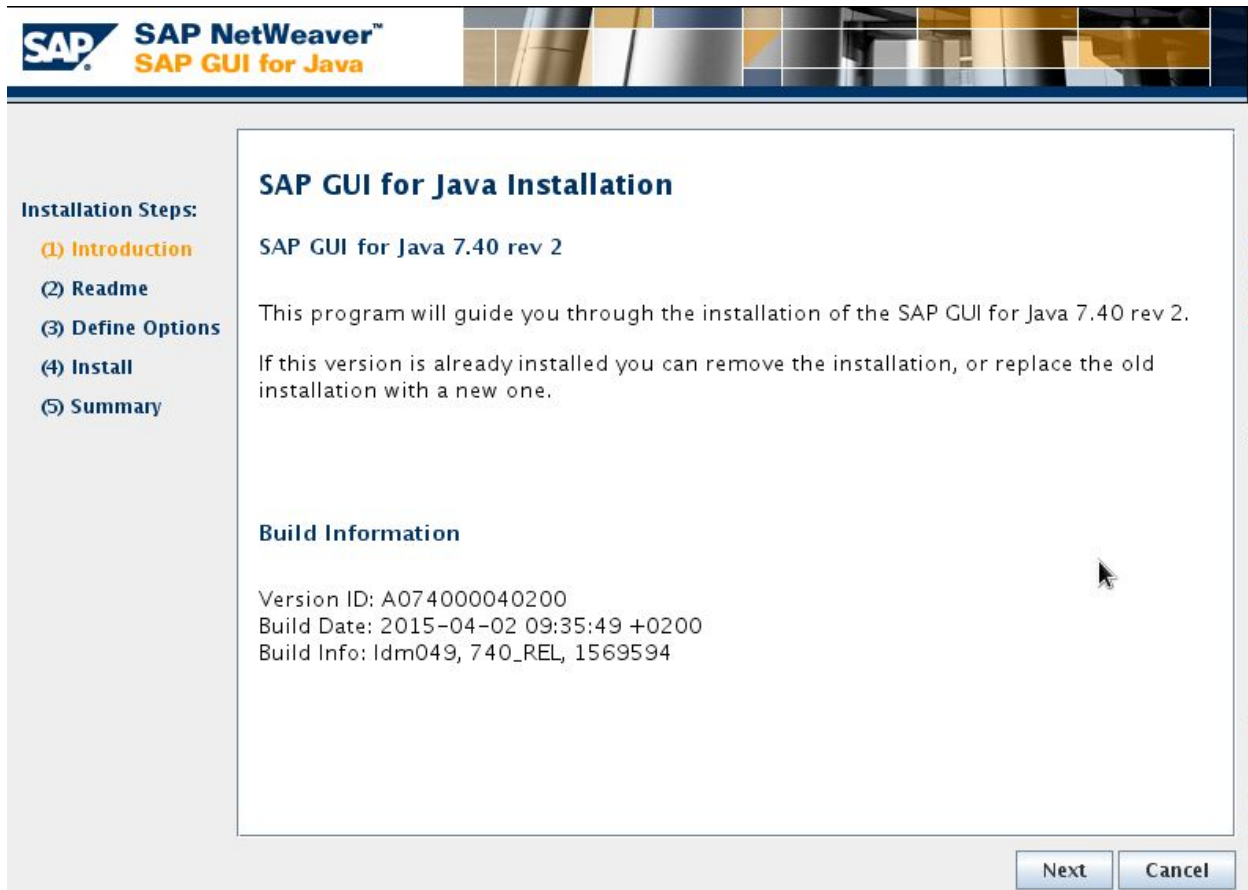 SAP
SAP NetWeaver™
SAP GUI for Java
Installation Steps:
(1) Introduction
(2) Readme
(3) Define Options
(4) Install
(5) Summary
SAP GUI for Java Installation
SAP GUI for Java 7.40 rev 2
This program will guide you through the installation of the SAP GUI for Java 7.40 rev 2.
If this version is already installed you can remove the installation, or replace the old
installation with a new one.
Build Information
Version ID: A074000040200
Build Date: 2015-04-02 09:35:49 +0200
Build Info: ldm049, 740_REL, 1569594
Next
Cancel